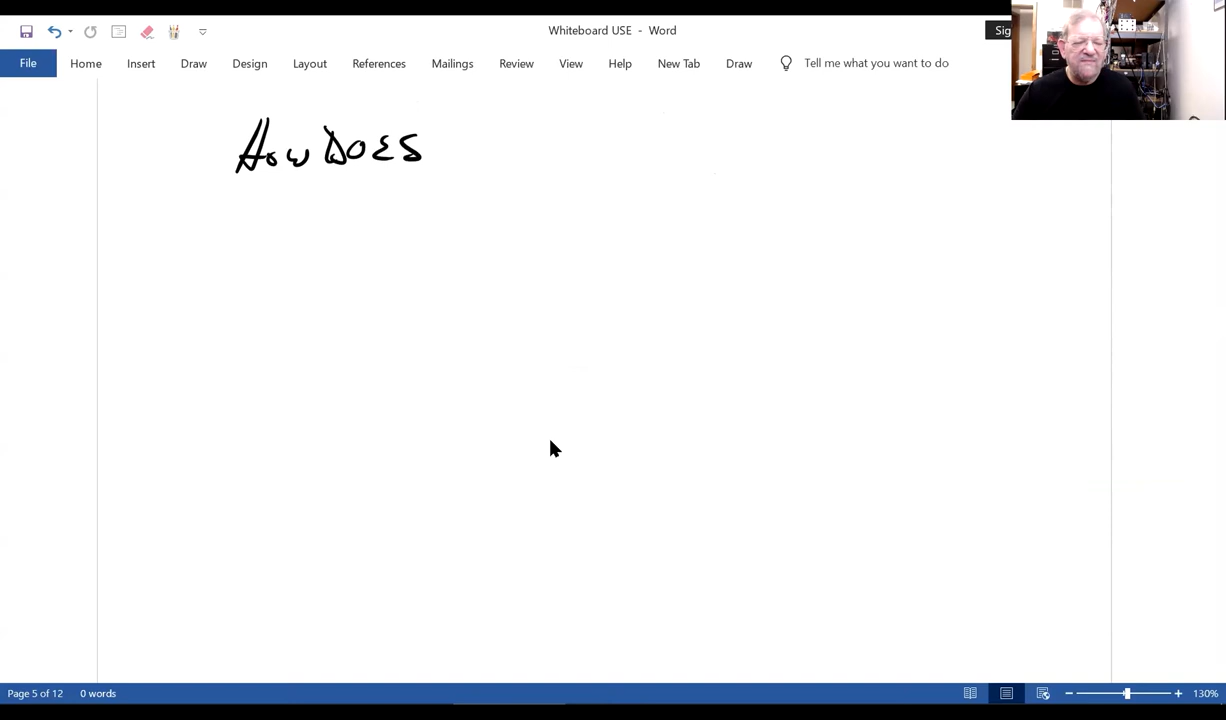 Whiteboard USE - Word
Sig
File Home Insert Draw Design Layout References Mailings Review View Help New Tab Draw Tell me what you want to do
HOW DOES
Page 5 of 12 0 words 130%